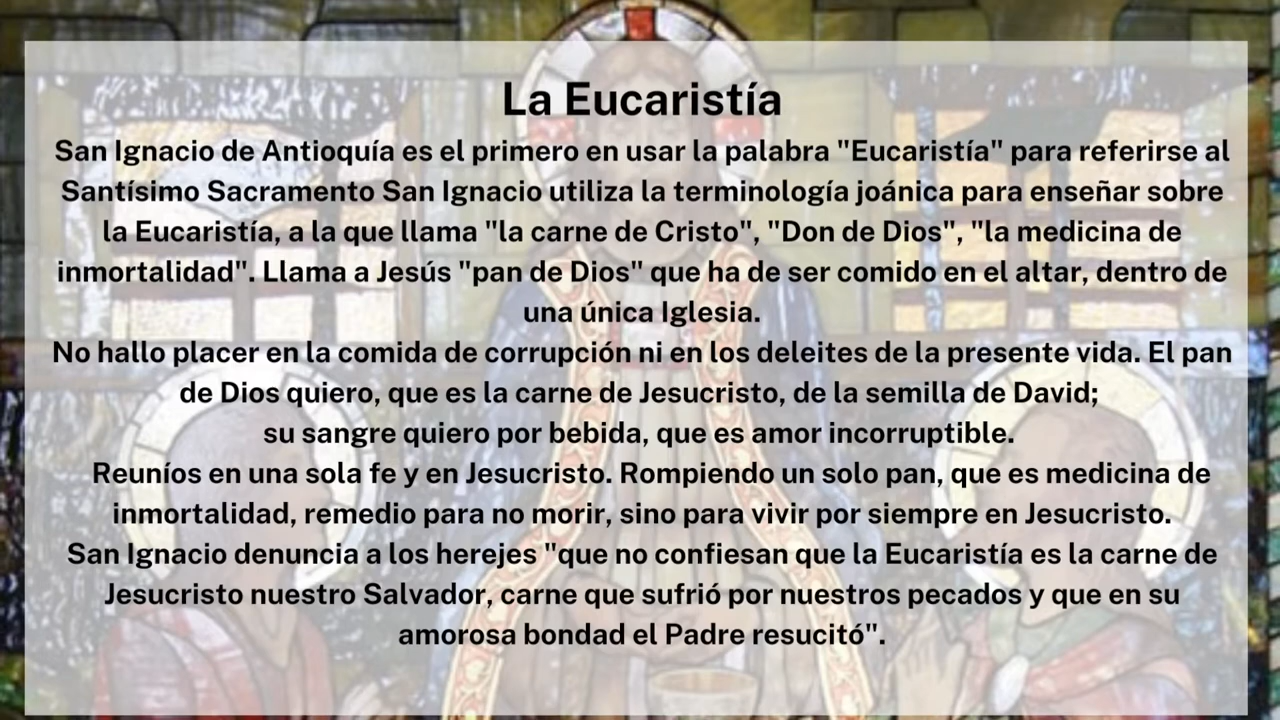 La Eucaristía
San Ignacio de Antioquía es el primero en usar la palabra "Eucaristía" para referirse al
Santísimo Sacramento San Ignacio utiliza la terminología joánica para enseñar sobre
la Eucaristía, a la que llama "la carne de Cristo", "Don de Dios", "la medicina de
inmortalidad". Llama a Jesús "pan de Dios" que ha de ser comido en el altar, dentro de
una única Iglesia.
No hallo placer en la comida de corrupción ni en los deleites de la presente vida. El pan
de Dios quiero, que es la carne de Jesucristo, de la semilla de David;
su sangre quiero por bebida, que es amor incorruptible.
Reuníos en una sola fe y en Jesucristo. Rompiendo un solo pan, que es medicina de
inmortalidad, remedio para no morir, sino para vivir por siempre en Jesucristo.
San Ignacio denuncia a los herejes "que no confiesan que la Eucaristía es la carne de
Jesucristo nuestro Salvador, carne que sufrió por nuestros pecados y que en su
amorosa bondad el Padre resucitó".